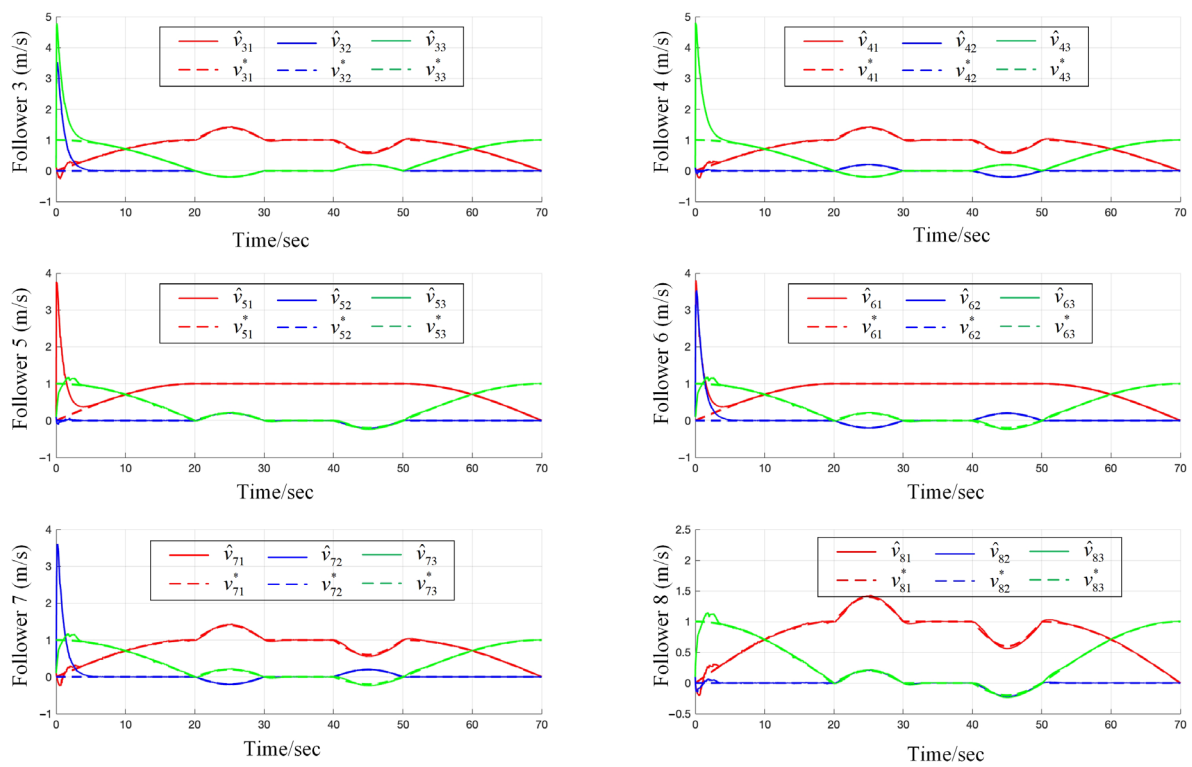 Follower 3 (m/s)
5
4
3
2
1
0
−1
v̂31 v̂32 v̂33
v*31 v*32 v*33
0 10 20 30 40 50 60 70
Time/sec
Follower 4 (m/s)
5
4
3
2
1
0
−1
v̂41 v̂42 v̂43
v*41 v*42 v*43
0 10 20 30 40 50 60 70
Time/sec
Follower 5 (m/s)
4
3
2
1
0
−1
v̂51 v̂52 v̂53
v*51 v*52 v*53
0 10 20 30 40 50 60 70
Time/sec
Follower 6 (m/s)
4
3
2
1
0
−1
v̂61 v̂62 v̂63
v*61 v*62 v*63
0 10 20 30 40 50 60 70
Time/sec
Follower 7 (m/s)
4
3
2
1
0
−1
v̂71 v̂72 v̂73
v*71 v*72 v*73
0 10 20 30 40 50 60 70
Time/sec
Follower 8 (m/s)
2.5
2
1.5
1
0.5
0
−0.5
v̂81 v̂82 v̂83
v*81 v*82 v*83
0 10 20 30 40 50 60 70
Time/sec